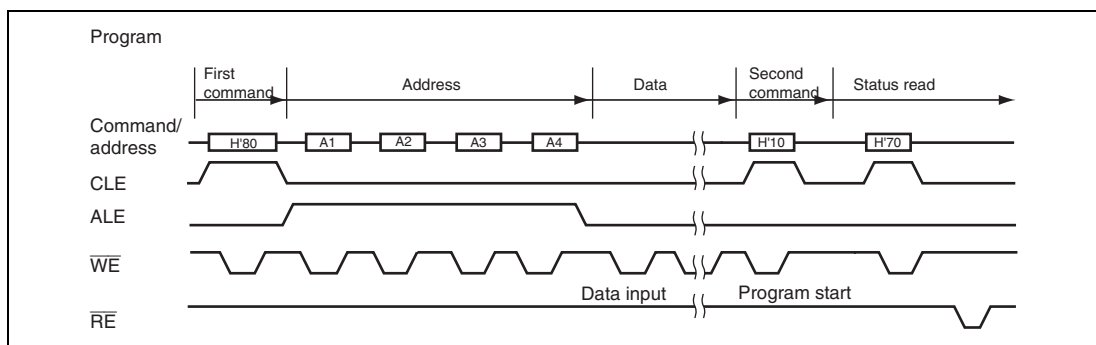 Program
First command
Address
Data
Second command
Status read
Command/
address
H'80
A1
A2
A3
A4
H'10
H'70
CLE
ALE
WE
Data input
Program start
RE